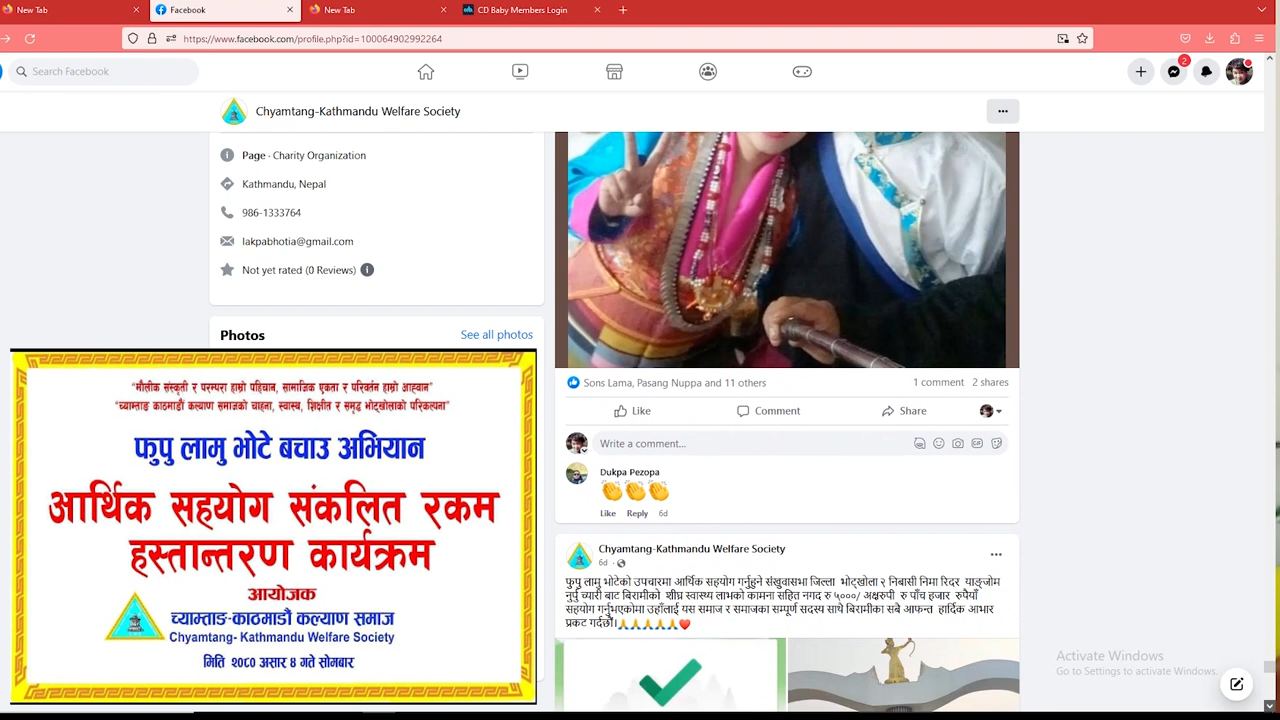 New Tab
Facebook
New Tab
CD Baby Members Login
https://www.facebook.com/profile.php?id=100064902992264
Search Facebook
2
Chyamtang-Kathmandu Welfare Society
Page · Charity Organization
Kathmandu, Nepal
986-1333764
lakpabhotia@gmail.com
Not yet rated (0 Reviews)
Photos
See all photos
“मौलीक संस्कृती र परम्परा हाम्रो पहिचान, सामाजिक एकता र परिवर्तन हाम्रो आह्वान”
“च्याम्ताङ काठमाडौं कल्याण समाजको चाहना, स्वास्थ, शिक्षीत र समृद्ध भोट्खोलाको परिकल्पना”
फुपु लामु भोटे बचाउ अभियान
आर्थिक सहयोग संकलित रकम
हस्तान्तरण कार्यक्रम
आयोजक
च्याम्ताङ-काठमाडौं कल्याण समाज
Chyamtang- Kathmandu Welfare Society
मिति २०८० असार ४ गते सोमबार
Sons Lama, Pasang Nuppa and 11 others
1 comment 2 shares
Like
Comment
Share
Write a comment...
GIF
Dukpa Pezopa
👏👏👏
Like Reply 6d
Chyamtang-Kathmandu Welfare Society
6d ·
फुपु लामु भोटेको उपचारमा आर्थिक सहयोग गर्नुहुने संखुवासभा जिल्ला भोट्खोला २ निबासी निमा रिदर याङ्जोम
नुर्पु च्यारी बाट बिरामीको शीघ्र स्वास्थ्य लाभको कामना सहित नगद रु ५०००/ अक्षरुपी रु पाँच हजार रुपैयाँ
सहयोग गर्नुभएकोमा उहाँलाई यस समाज र समाजका सम्पूर्ण सदस्य साथै बिरामीका सबै आफन्त हार्दिक आभार
प्रकट गर्दछौं।🙏🙏🙏🙏🙏❤️
Activate Windows
Go to Settings to activate Windows.